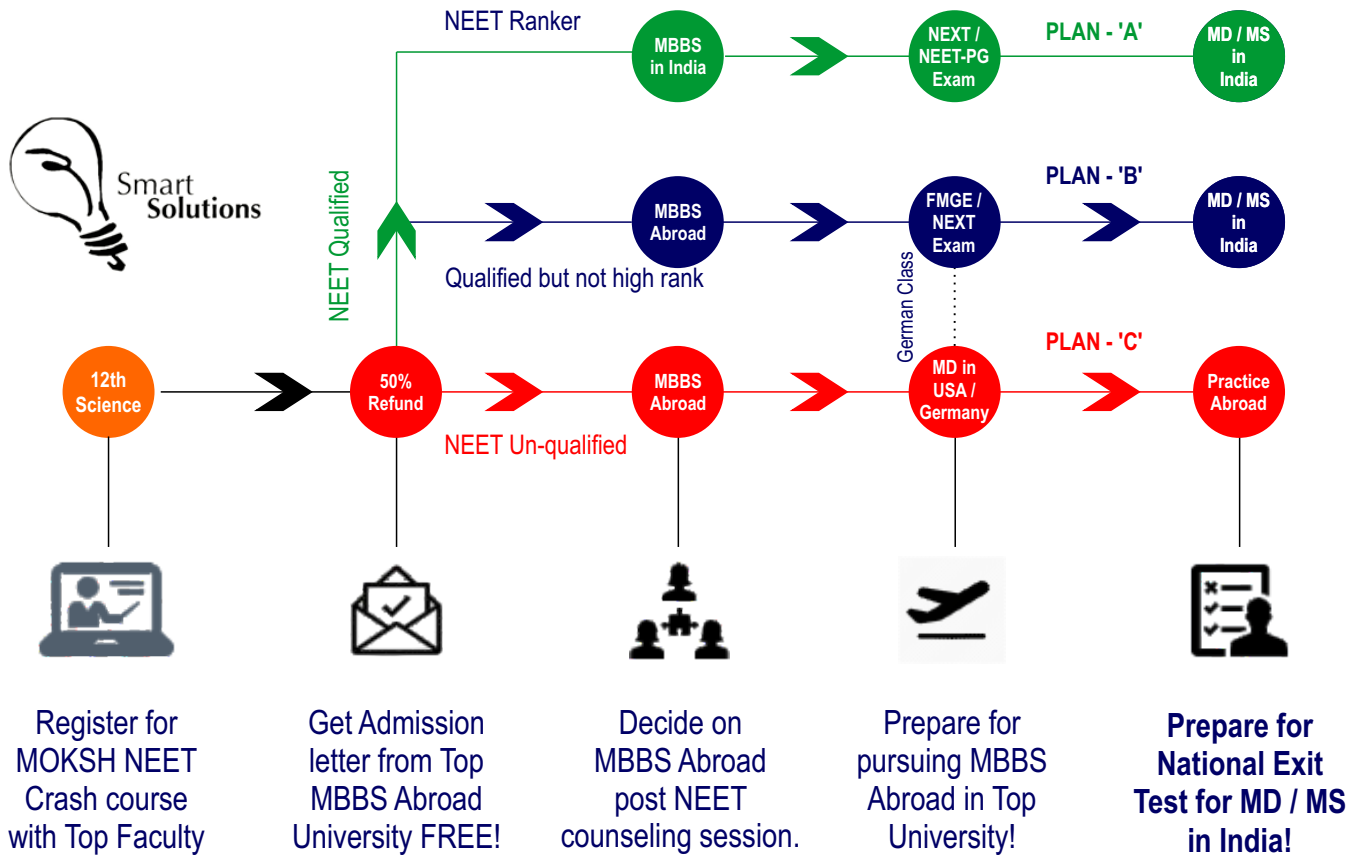 NEET Ranker
MBBS
in India
NEXT /
NEET-PG
Exam
PLAN - 'A'
MD / MS
in
India
Smart
Solutions
NEET Qualified
MBBS
Abroad
FMGE /
NEXT
Exam
PLAN - 'B'
MD / MS
in
India
Qualified but not high rank
German Class
12th
Science
50%
Refund
MBBS
Abroad
MD in
USA /
Germany
PLAN - 'C'
Practice
Abroad
NEET Un-qualified
Register for
MOKSH NEET
Crash course
with Top Faculty
Get Admission
letter from Top
MBBS Abroad
University FREE!
Decide on
MBBS Abroad
post NEET
counseling session.
Prepare for
pursuing MBBS
Abroad in Top
University!
Prepare for
National Exit
Test for MD / MS
in India!